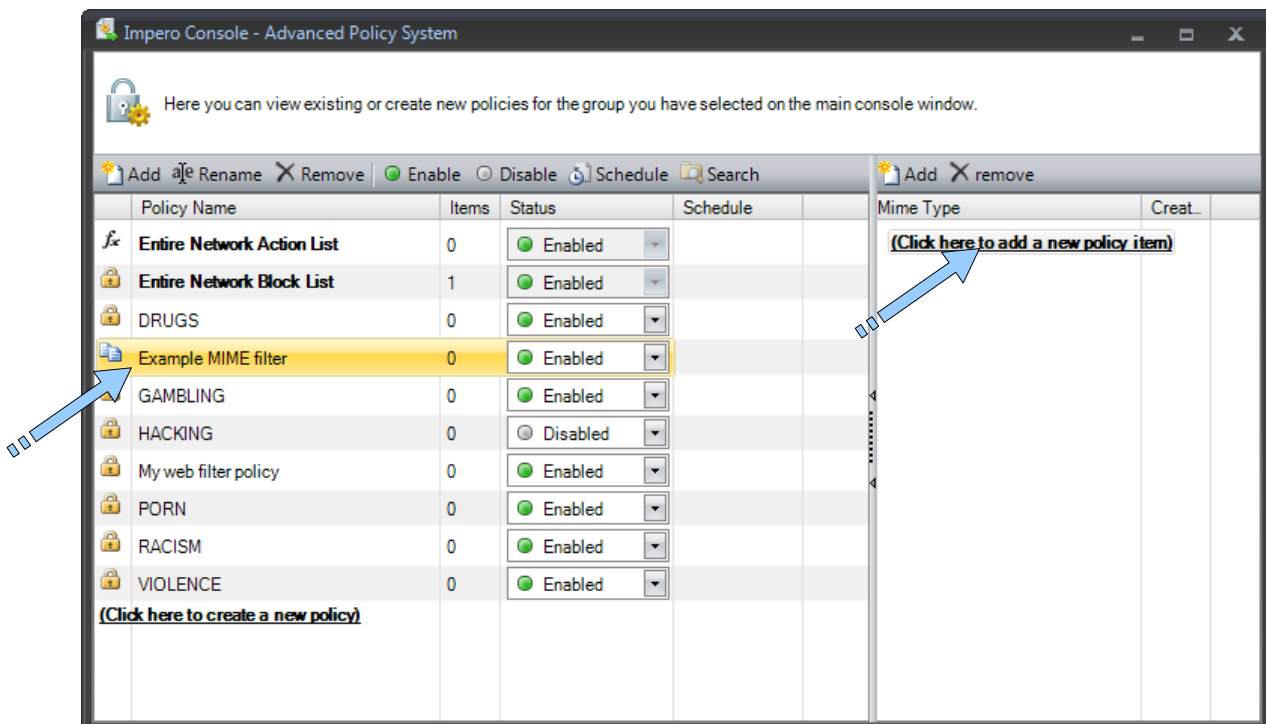 Impero Console - Advanced Policy System
Here you can view existing or create new policies for the group you have selected on the main console window.
Add Rename Remove Enable Disable Schedule Search
Add remove
Policy Name Items Status Schedule
Mime Type Creat...
Entire Network Action List 0 Enabled
(Click here to add a new policy item)
Entire Network Block List 1 Enabled
DRUGS 0 Enabled
Example MIME filter 0 Enabled
GAMBLING 0 Enabled
HACKING 0 Disabled
My web filter policy 0 Enabled
PORN 0 Enabled
RACISM 0 Enabled
VIOLENCE 0 Enabled
(Click here to create a new policy)